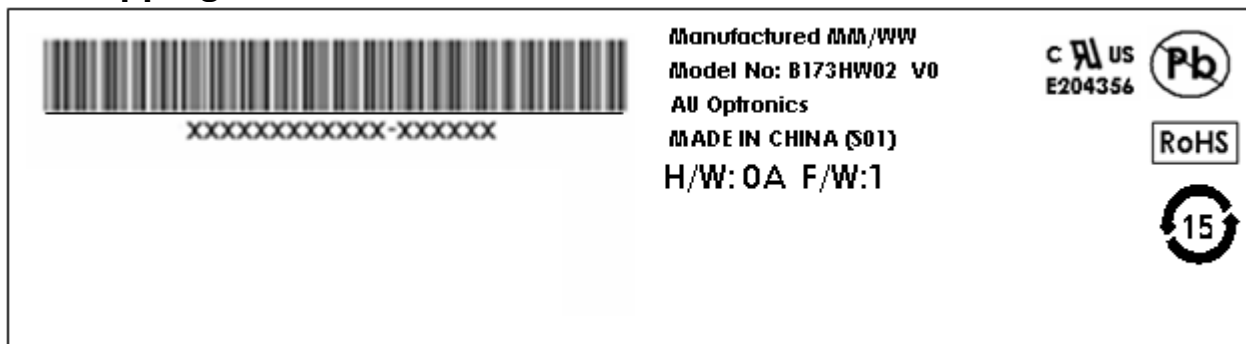 XXXXXXXXXXXX-XXXXXX
Manufactured MM/WW
Model No: B173HW02 V0
AU Optronics
MADE IN CHINA (S01)
H/W: 0A F/W:1
C RU US
E204356
Pb
RoHS
15